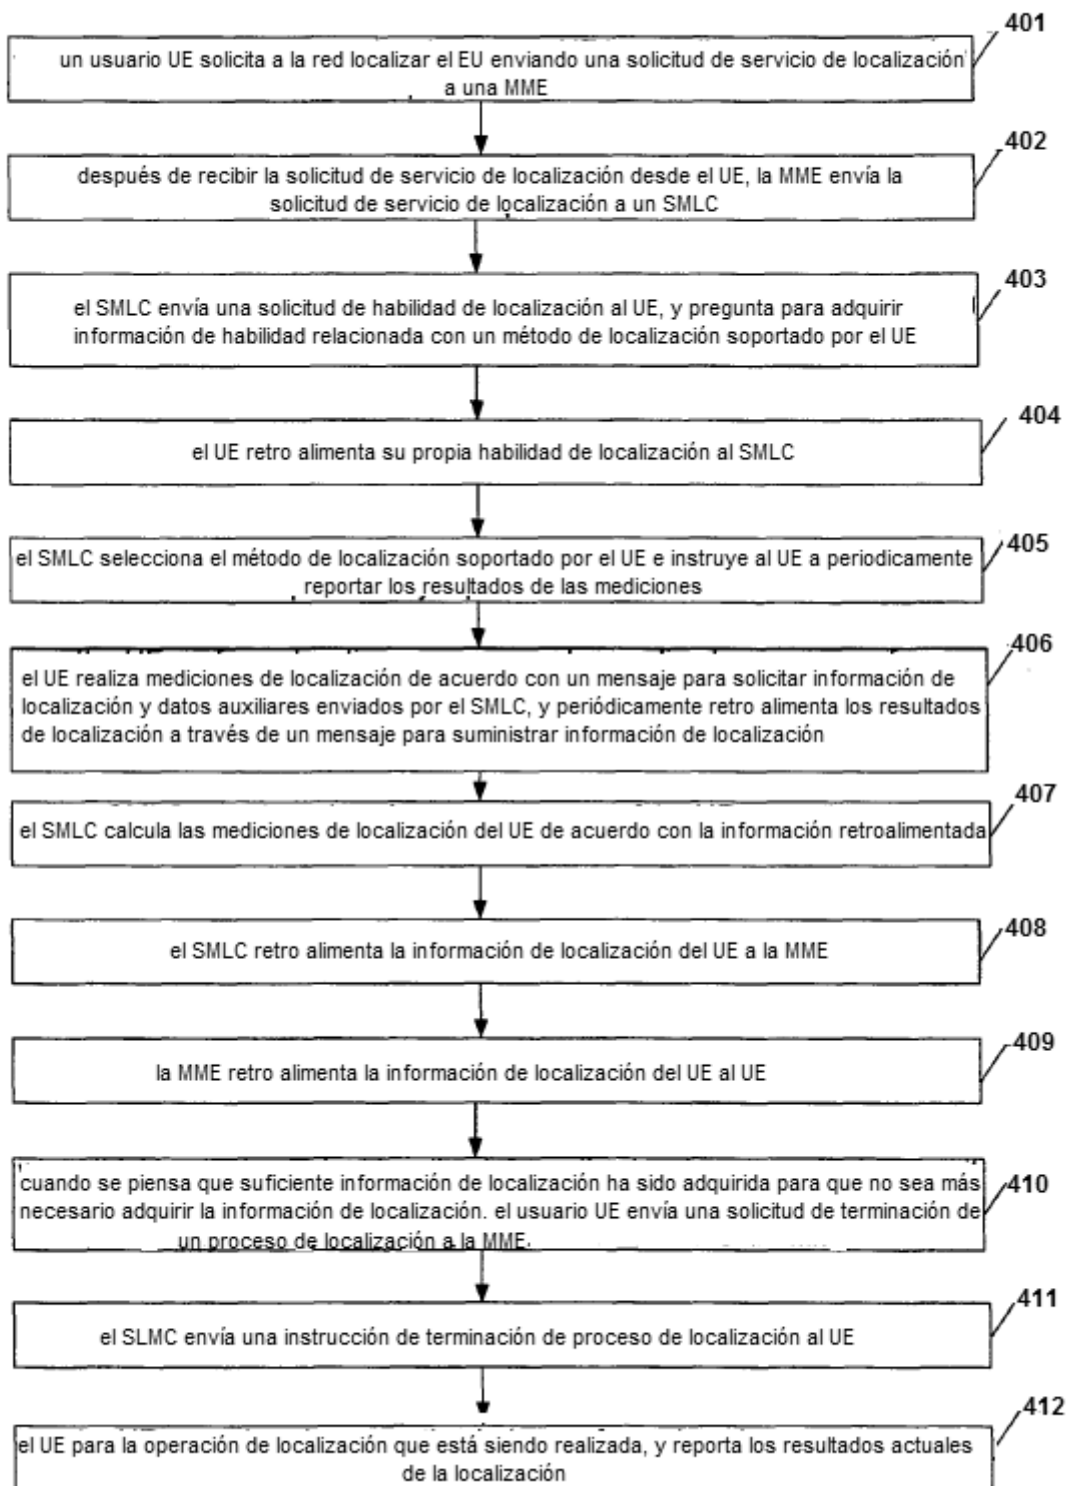 401
un usuario UE solicita a la red localizar el EU enviando una solicitud de servicio de localización
a una MME
402
después de recibir la solicitud de servicio de localización desde el UE, la MME envía la
solicitud de servicio de localización a un SMLC
403
el SMLC envía una solicitud de habilidad de localización al UE, y pregunta para adquirir
información de habilidad relacionada con un método de localización soportado por el UE
404
el UE retro alimenta su propia habilidad de localización al SMLC
405
el SMLC selecciona el método de localización soportado por el UE e instruye al UE a periodicamente
reportar los resultados de las mediciones
406
el UE realiza mediciones de localización de acuerdo con un mensaje para solicitar información de
localización y datos auxiliares enviados por el SMLC, y periódicamente retro alimenta los resultados
de localización a través de un mensaje para suministrar información de localización
407
el SMLC calcula las mediciones de localización del UE de acuerdo con la información retroalimentada
408
el SMLC retro alimenta la información de localización del UE a la MME
409
la MME retro alimenta la información de localización del UE al UE
410
cuando se piensa que suficiente información de localización ha sido adquirida para que no sea más
necesario adquirir la información de localización. el usuario UE envía una solicitud de terminación de
un proceso de localización a la MME.
411
el SLMC envía una instrucción de terminación de proceso de localización al UE
412
el UE para la operación de localización que está siendo realizada, y reporta los resultados actuales
de la localización